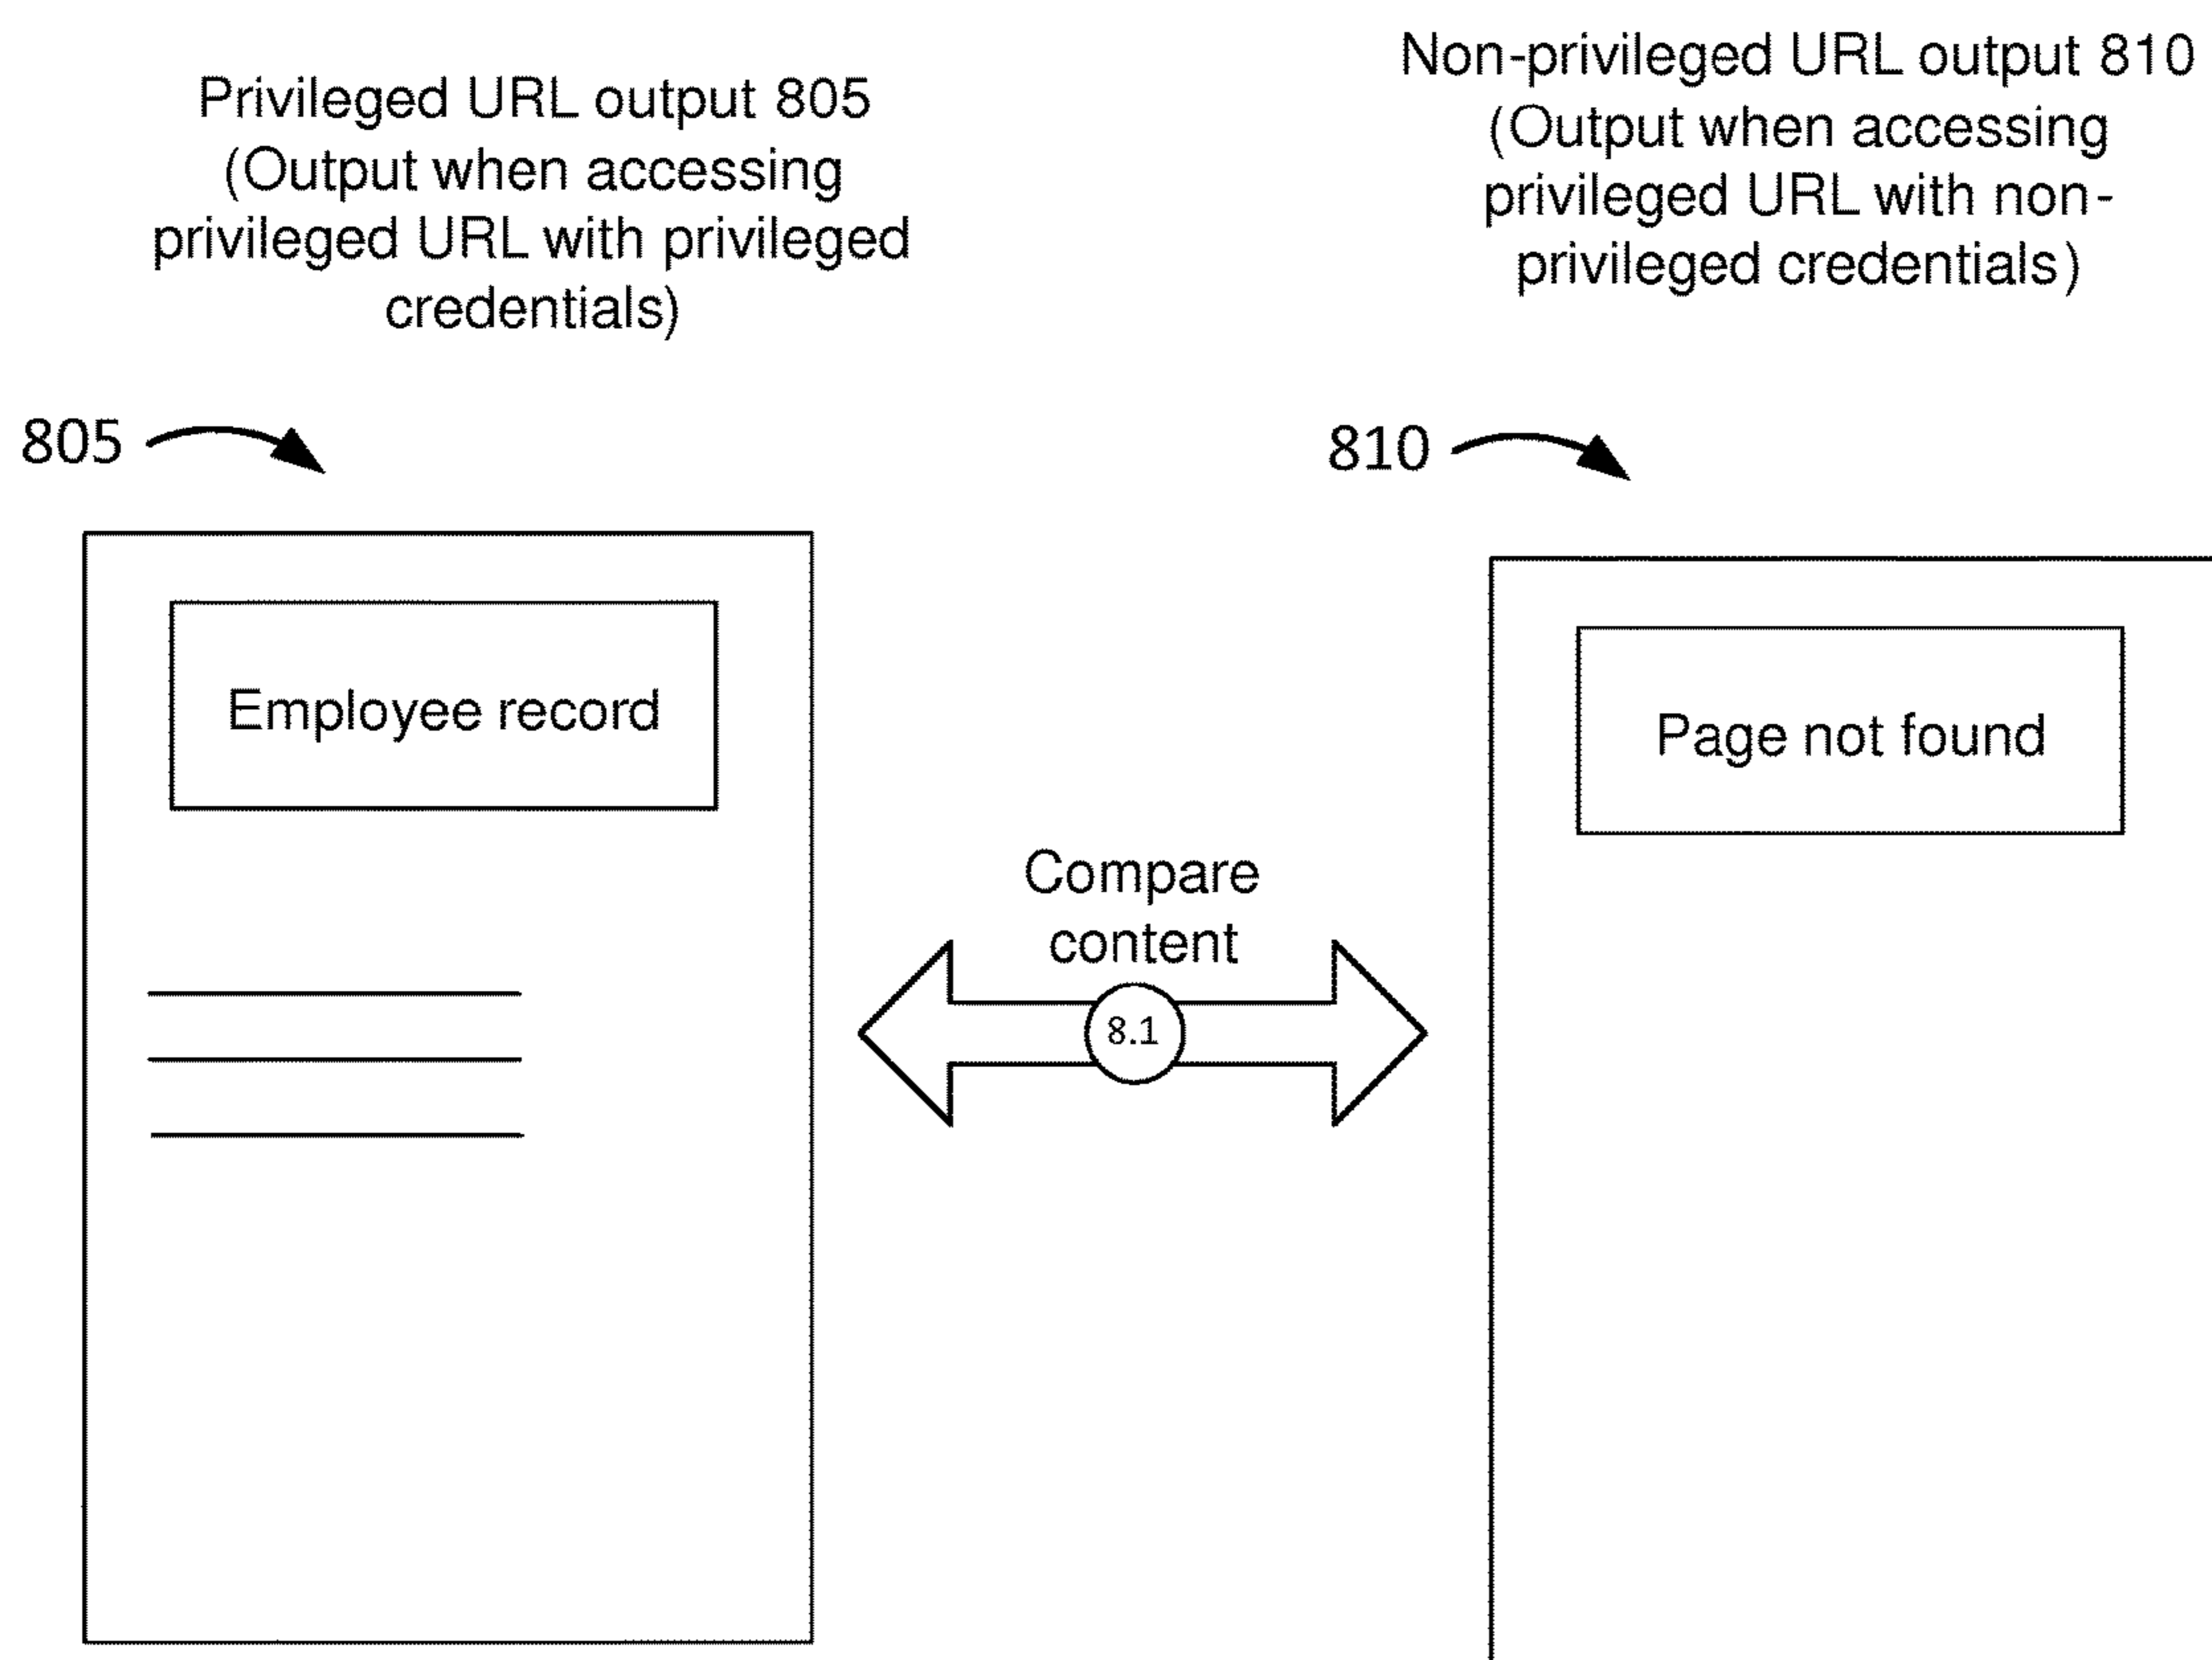 Privileged URL output 805
(Output when accessing
privileged URL with privileged
credentials)
Non-privileged URL output 810
(Output when accessing
privileged URL with non-
privileged credentials)
805
810
Employee record
Page not found
Compare
content
8.1